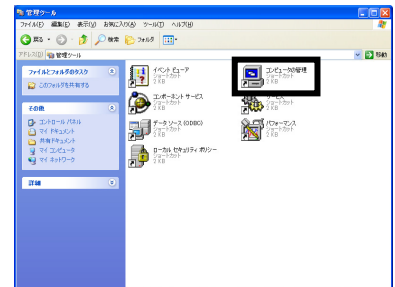 管理ツール
ファイル(F) 編集(E) 表示(V) お気に入り(A) ツール(T) ヘルプ(H)
戻る 検索 フォルダ
アドレス(D) 管理ツール 移動
ファイルとフォルダのタスク
このフォルダを共有する
その他
コントロール パネル
マイ ドキュメント
共有ドキュメント
マイ コンピュータ
マイ ネットワーク
詳細
イベント ビューア
ショートカット
2 KB
コンピュータの管理
ショートカット
2 KB
コンポーネント サービス
ショートカット
2 KB
サービス
ショートカット
2 KB
データ ソース (ODBC)
ショートカット
2 KB
パフォーマンス
ショートカット
2 KB
ローカル セキュリティ ポリシー
ショートカット
2 KB